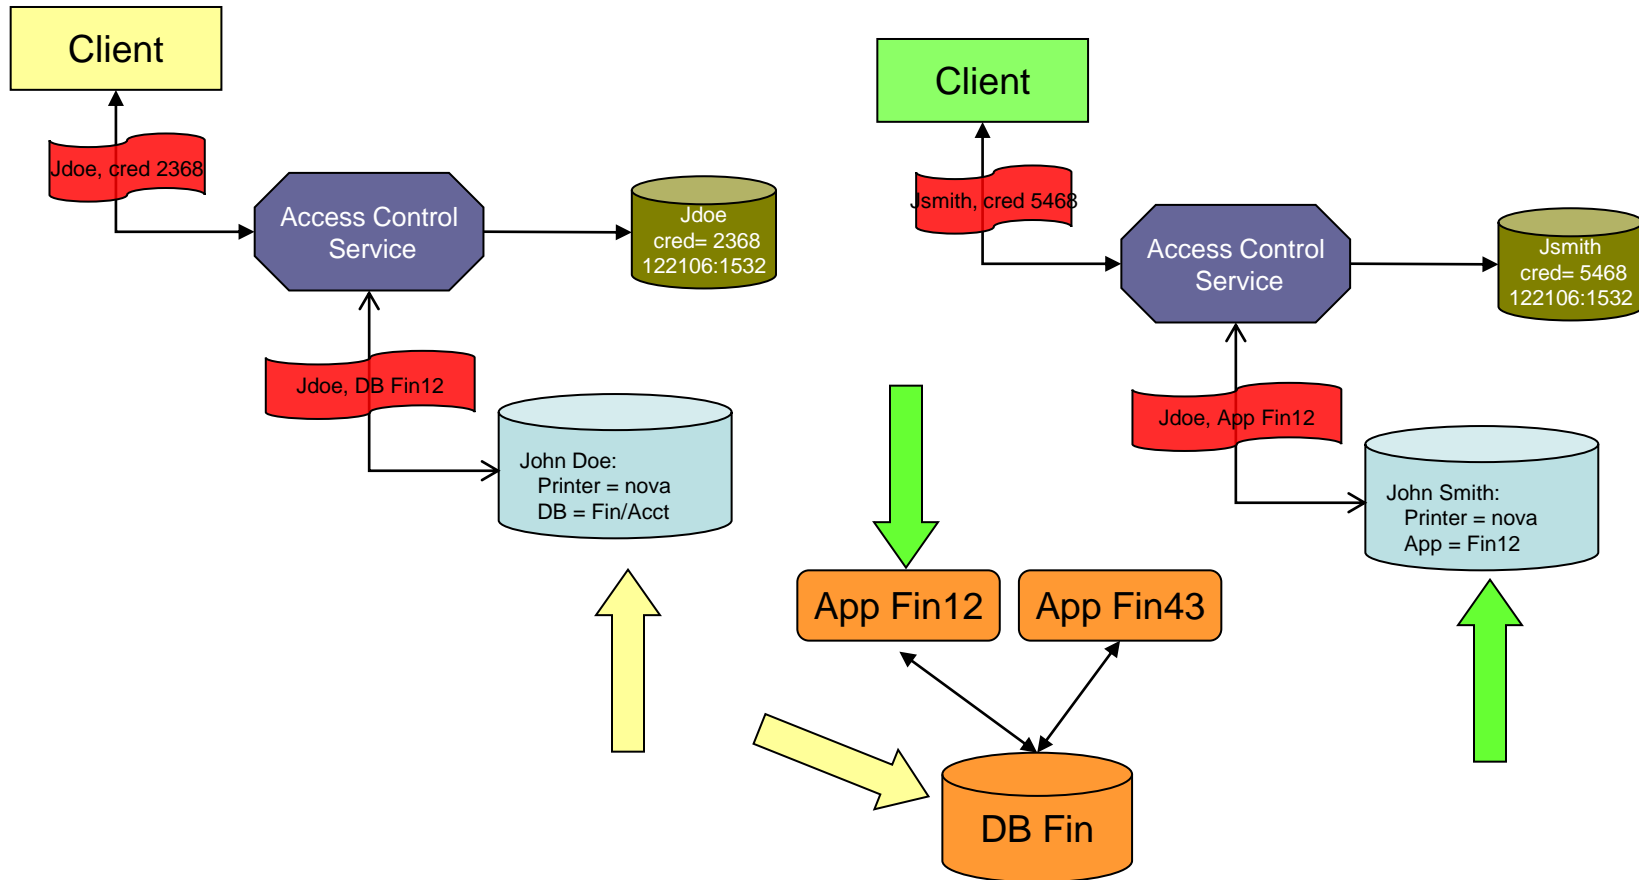 Client
Jdoe, cred 2368
Access Control
Service
Jdoe
cred= 2368
122106:1532
Jdoe, DB Fin12
John Doe:
Printer = nova
DB = Fin/Acct
Client
Jsmith, cred 5468
Access Control
Service
Jsmith
cred= 5468
122106:1532
Jdoe, App Fin12
John Smith:
Printer = nova
App = Fin12
App Fin12
App Fin43
DB Fin